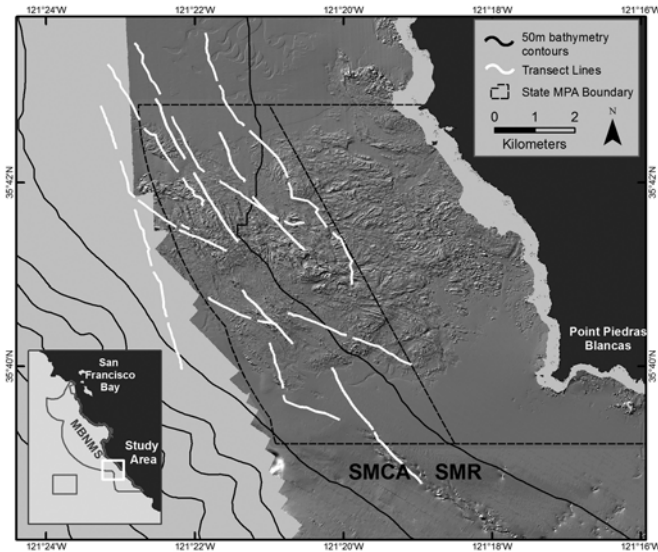 121°24'W
121°22'W
121°20'W
121°18'W
121°16'W
50m bathymetry
contours
Transect Lines
State MPA Boundary
0 1 2
Kilometers
N
35°42'N
35°42'N
35°40'N
35°40'N
Point Piedras
Blancas
San
Francisco
Bay
MBNMS
Study
Area
SMCA SMR
121°24'W
121°22'W
121°20'W
121°18'W
121°16'W